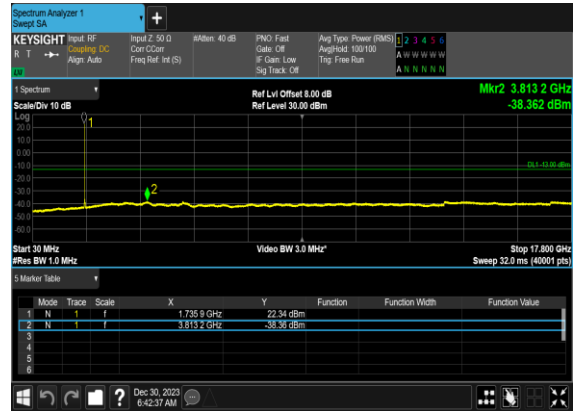 Spectrum Analyzer 1
Swept SA
KEYSIGHT Input: RF Input Z: 50 Ω #Atten: 40 dB PNO: Fast Avg Type: Power (RMS) 1 2 3 4 5 6
R T Coupling: DC Corr CCorr Gate: Off Avg|Hold: 100/100 A W W W W W
Align: Auto Freq Ref: Int (S) IF Gain: Low Trig: Free Run
LW Sig Track: Off A N N N N N
1 Spectrum Ref Lvl Offset 8.00 dB Mkr2 3.813 2 GHz
Scale/Div 10 dB Ref Level 30.00 dBm -38.362 dBm
Log
20.0
10.0
0.00
-10.0
DL1 -13.00 dBm
-20.0
-30.0
-40.0
-50.0
-60.0
1
2
Start 30 MHz Video BW 3.0 MHz* Stop 17.800 GHz
#Res BW 1.0 MHz Sweep 32.0 ms (40001 pts)
5 Marker Table
Mode Trace Scale X Y Function Function Width Function Value
1 N 1 f 1.735 9 GHz 22.34 dBm
2 N 1 f 3.813 2 GHz -38.36 dBm
3
4
5
6
Dec 30, 2023
6:42:37 AM